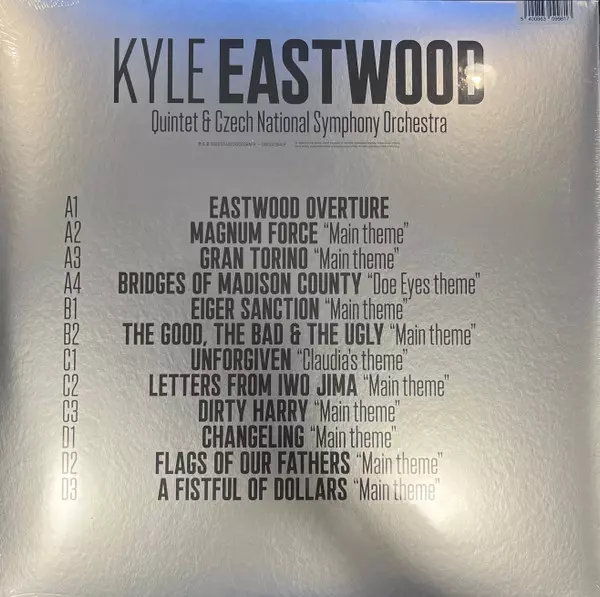 KYLE EASTWOOD
Quintet & Czech National Symphony Orchestra
A1 EASTWOOD OVERTURE
A2 MAGNUM FORCE “Main theme”
A3 GRAN TORINO “Main theme”
A4 BRIDGES OF MADISON COUNTY “Doe Eyes theme”
B1 EIGER SANCTION “Main theme”
B2 THE GOOD, THE BAD & THE UGLY “Main theme”
C1 UNFORGIVEN “Claudia's theme”
C2 LETTERS FROM IWO JIMA “Main theme”
C3 DIRTY HARRY “Main theme”
D1 CHANGELING “Main theme”
D2 FLAGS OF OUR FATHERS “Main theme”
D3 A FISTFUL OF DOLLARS “Main theme”